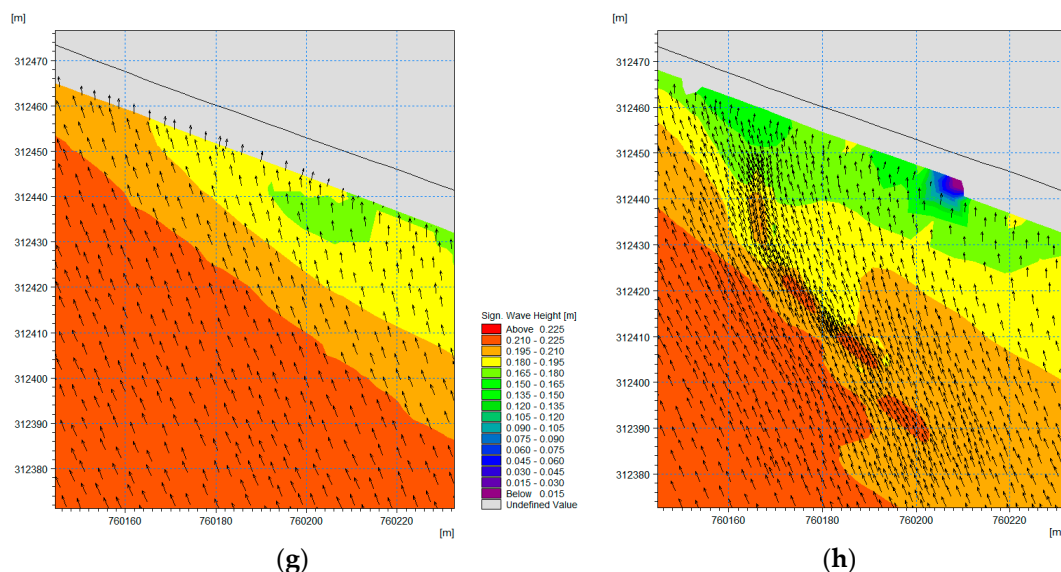 [m]
312470
312460
312450
312440
312430
312420
312410
312400
312390
312380
760160 760180 760200 760220
[m]
(g)
Sign. Wave Height [m]
Above 0.225
0.210 - 0.225
0.195 - 0.210
0.180 - 0.195
0.165 - 0.180
0.150 - 0.165
0.135 - 0.150
0.120 - 0.135
0.105 - 0.120
0.090 - 0.105
0.075 - 0.090
0.060 - 0.075
0.045 - 0.060
0.030 - 0.045
0.015 - 0.030
Below 0.015
Undefined Value
[m]
312470
312460
312450
312440
312430
312420
312410
312400
312390
312380
760160 760180 760200 760220
[m]
(h)